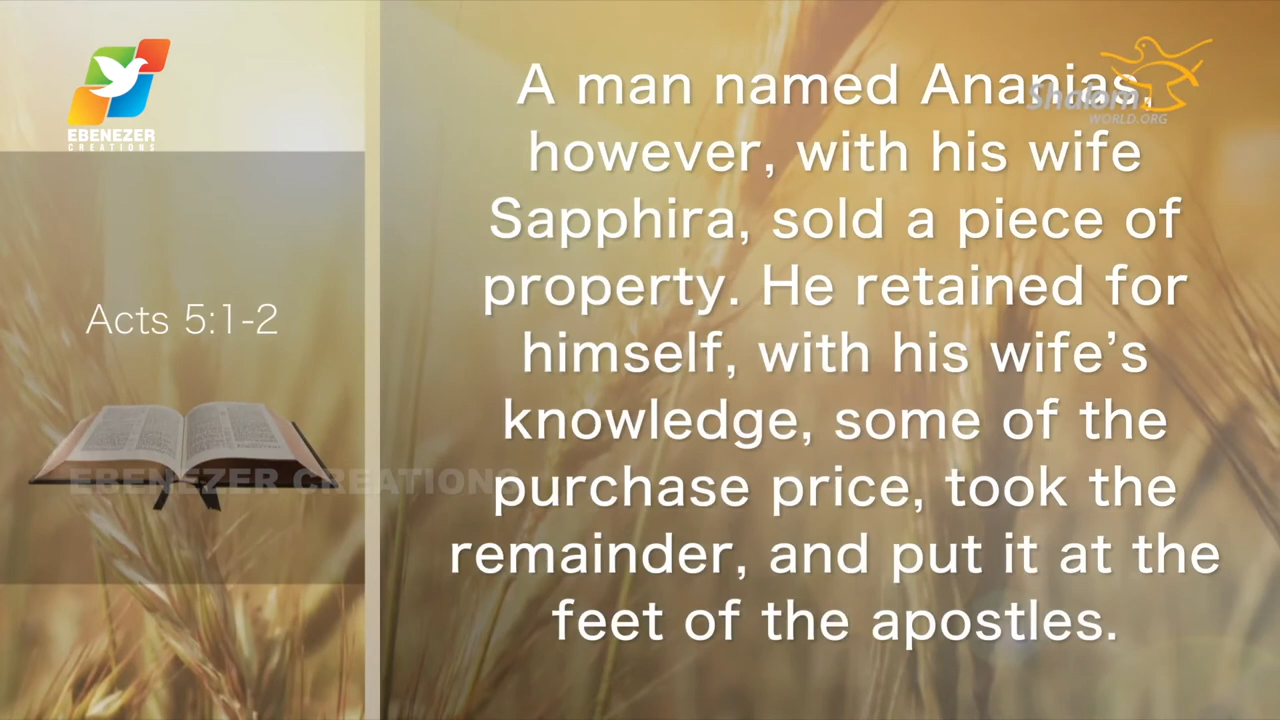 EBENEZER
CREATIONS
Acts 5:1-2
EBENEZER CREATIONS
Shalom
WORLD.ORG
A man named Ananias,
however, with his wife
Sapphira, sold a piece of
property. He retained for
himself, with his wife’s
knowledge, some of the
purchase price, took the
remainder, and put it at the
feet of the apostles.